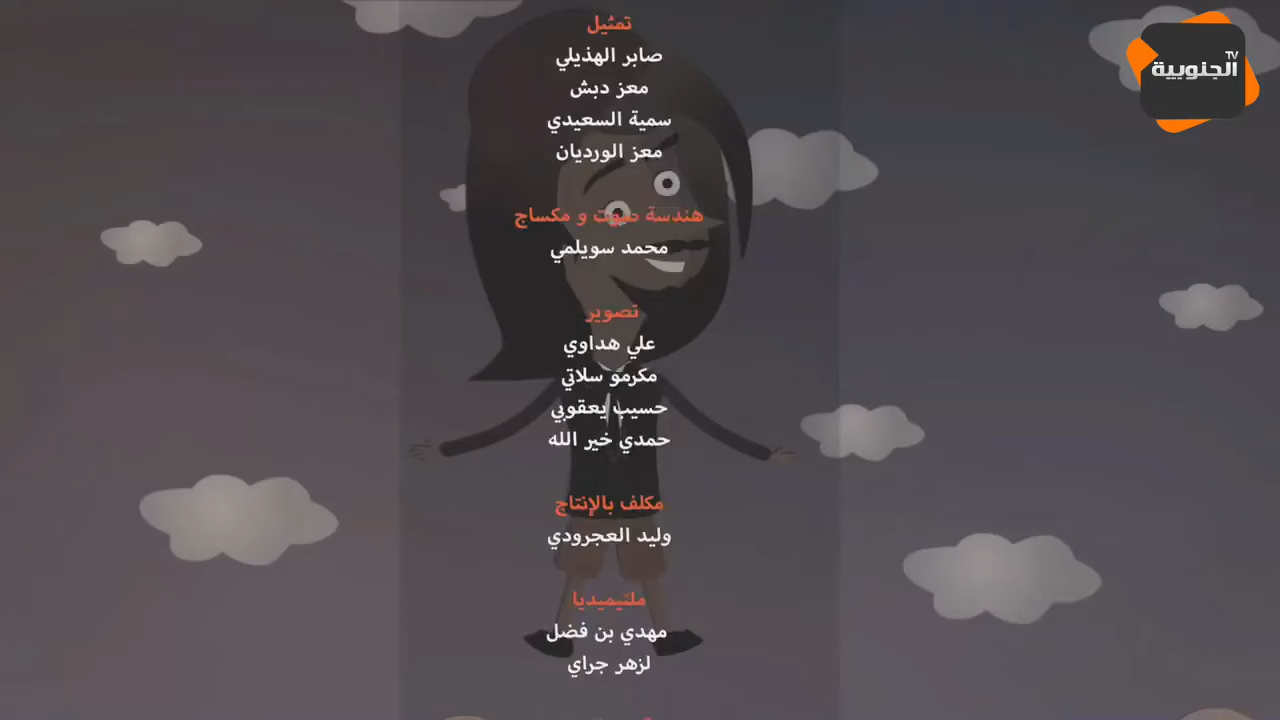 تمثيل
صابر الهذيلي
معز دبش
سمية السعيدي
معز الورديان
هندسة صوت و مكساج
محمد سويلمي
تصوير
علي هداوي
مكرمو سلاتي
حسيب يعقوبي
حمدي خير الله
مكلف بالإنتاج
وليد العجرودي
ملتيميديا
مهدي بن فضل
لزهر جراي
الجنوبية TV